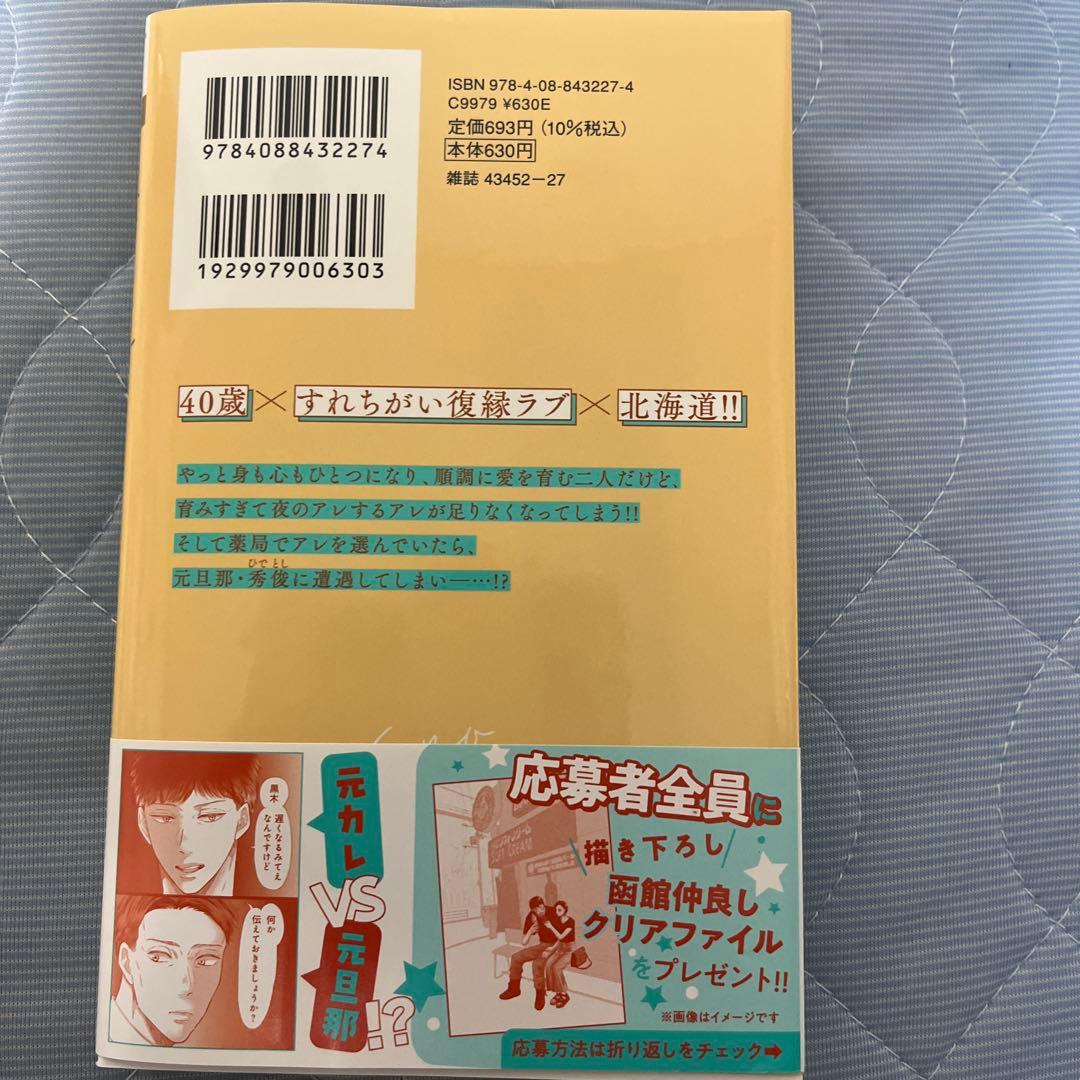 9784088432274
1929979006303
ISBN 978-4-08-843227-4
C9979 ¥630E
定価693円（10%税込）
本体630円
雑誌 43452-27
40歳×すれちがい復縁ラブ×北海道!!
やっと身も心もひとつになり、順調に愛を育む二人だけど、
育みすぎて夜のアレするアレが足りなくなってしまう!!
そして薬局でアレを選んでいたら、
ひでとし
元旦那・秀俊に遭遇してしまい―…!?
黒木
遅くなるみてえ
なんですけど
何か
伝えておきましょうか?
元カレ
VS
元旦那
!?
応募者全員に
描き下ろし
函館仲良し
クリアファイル
をプレゼント!!
※画像はイメージです
応募方法は折り返しをチェック➡